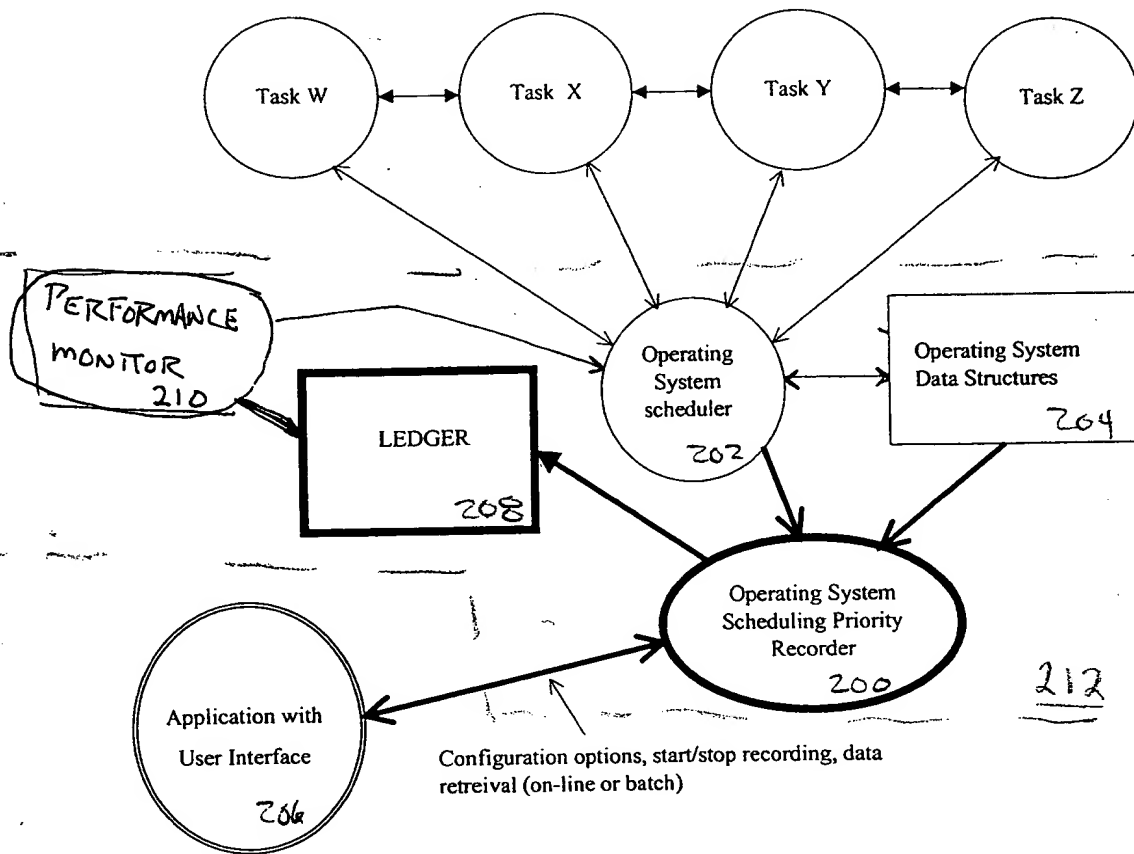 Task W
Task X
Task Y
Task Z
PERFORMANCE
MONITOR
210
Operating
System
scheduler
202
Operating System
Data Structures
204
LEDGER
208
Operating System
Scheduling Priority
Recorder
200
212
Application with
User Interface
206
Configuration options, start/stop recording, data
retreival (on-line or batch)